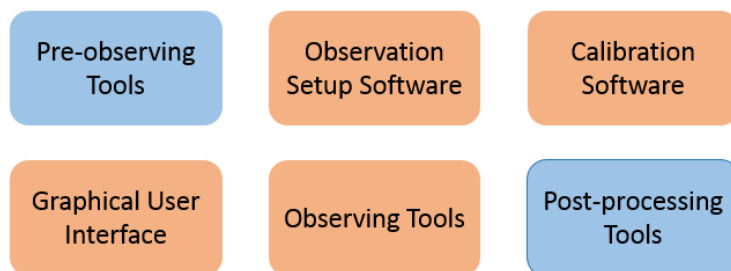 Pre-observing
Tools
Observation
Setup Software
Calibration
Software
Graphical User
Interface
Observing Tools
Post-processing
Tools